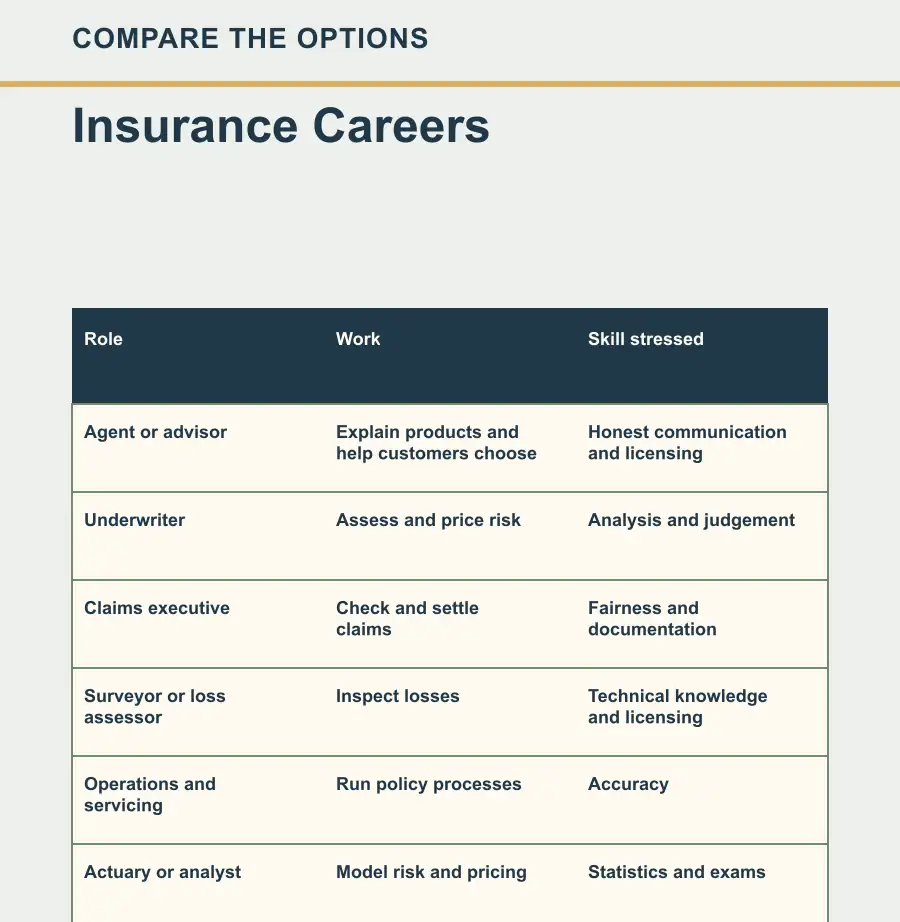 COMPARE THE OPTIONS
Insurance Careers
Role Work Skill stressed
Agent or advisor Explain products and Honest communication
help customers choose and licensing
Underwriter Assess and price risk Analysis and judgement
Claims executive Check and settle Fairness and
claims documentation
Surveyor or loss Inspect losses Technical knowledge
assessor and licensing
Operations and Run policy processes Accuracy
servicing
Actuary or analyst Model risk and pricing Statistics and exams